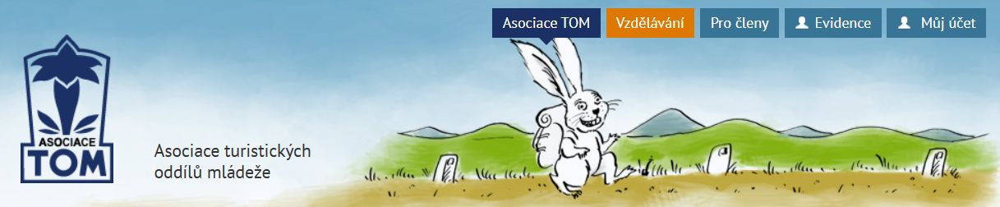 Asociace TOM
Vzdělávání
Pro členy
Evidence
Můj účet
ASOCIACE
TOM
Asociace turistických
oddílů mládeže